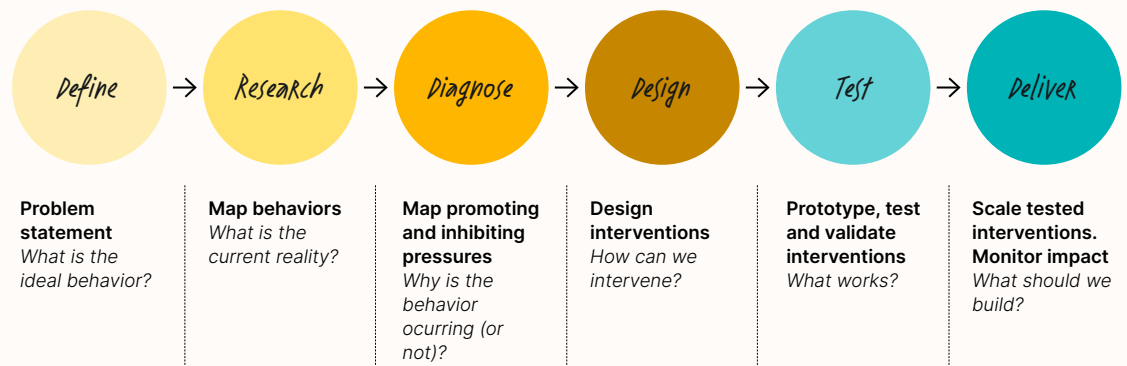 Define
Research
Diagnose
Design
Test
Deliver
Problem
statement
What is the
ideal behavior?
Map behaviors
What is the
current reality?
Map promoting
and inhibiting
pressures
Why is the
behavior
ocurring (or
not)?
Design
interventions
How can we
intervene?
Prototype, test
and validate
interventions
What works?
Scale tested
interventions.
Monitor impact
What should we
build?